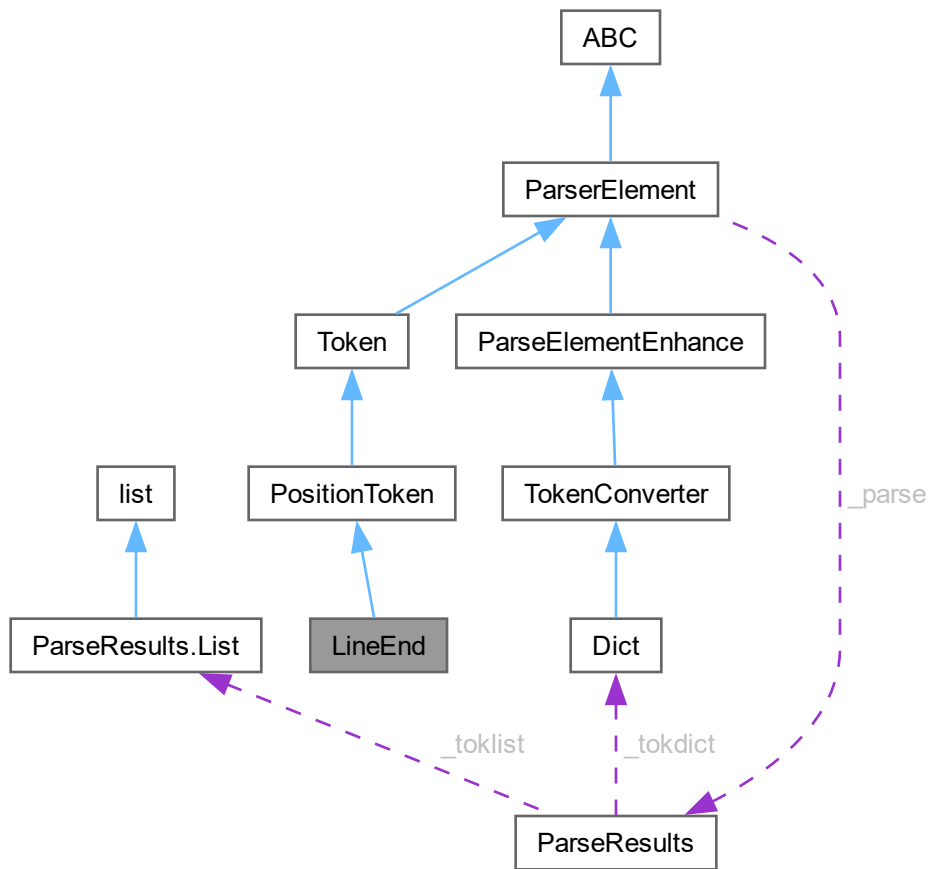 ABC
ParserElement
Token
ParseElementEnhance
list
PositionToken
TokenConverter
_parse
ParseResults.List
LineEnd
Dict
_toklist
_tokdict
ParseResults